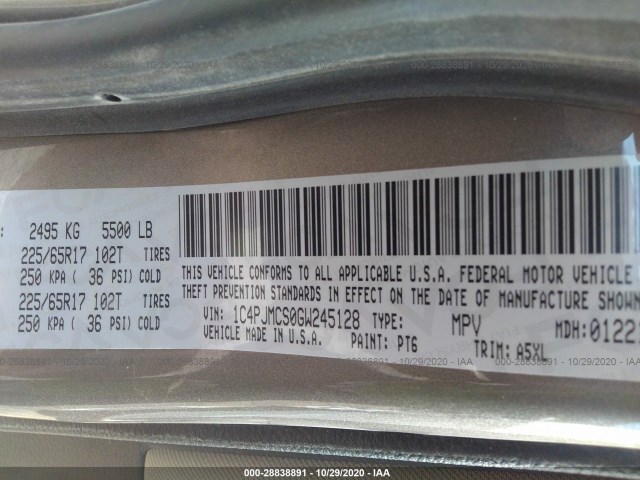 : 2495 KG 5500 LB
225/65R17 102T TIRES
250 KPA ( 36 PSI) COLD
225/65R17 102T TIRES
250 KPA ( 36 PSI) COLD
THIS VEHICLE CONFORMS TO ALL APPLICABLE U.S.A. FEDERAL MOTOR VEHICLE
THEFT PREVENTION STANDARDS IN EFFECT ON THE DATE OF MANUFACTURE SHOWN
VIN: 1C4PJMCS0GW245128 TYPE: MPV MDH: 0122
VEHICLE MADE IN U.S.A. PAINT: PT6 TRIM: A5XL
000-28838891 - 10/29/2020 - IAA